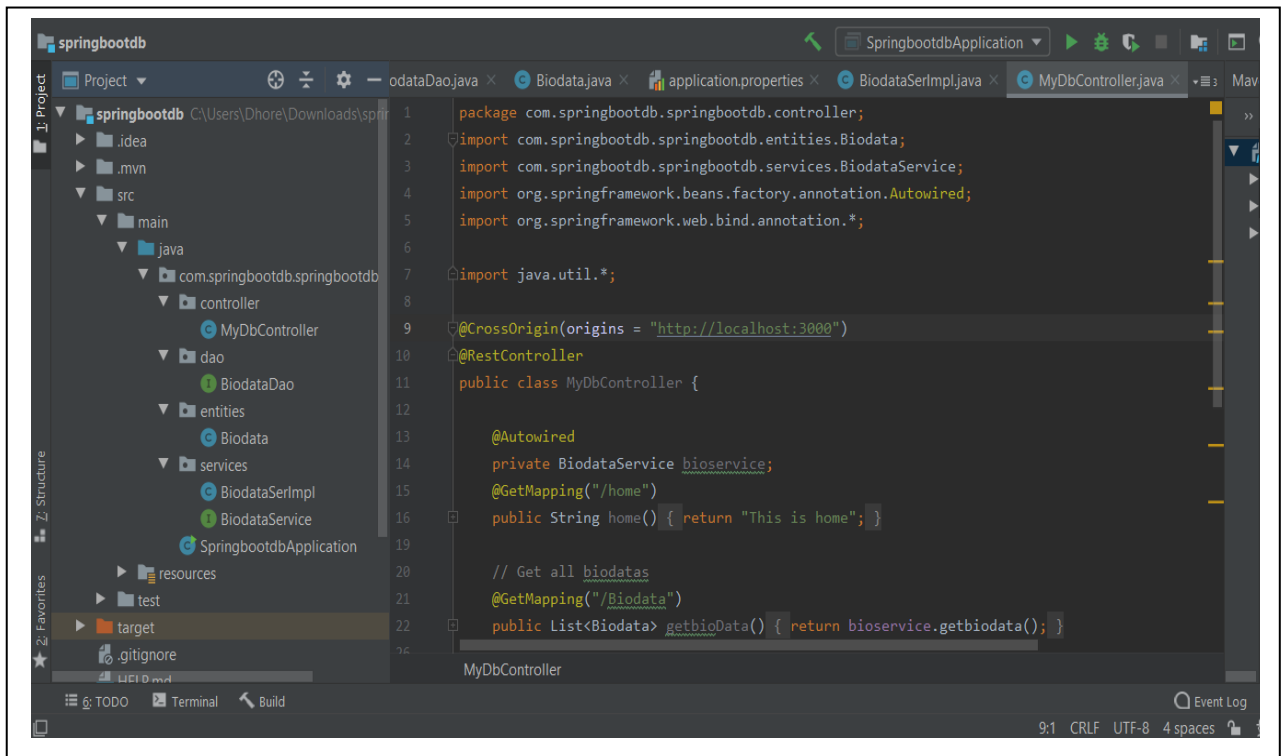 springbootdb
SpringbootdbApplication
1: Project
Project
springbootdb C:\Users\Dhore\Downloads\sprin
.idea
.mvn
src
main
java
com.springbootdb.springbootdb
controller
MyDbController
dao
BiodataDao
entities
Biodata
services
BiodataSerImpl
BiodataService
SpringbootdbApplication
resources
test
target
.gitignore
HELP.md
7: Structure
2: Favorites
odataDao.java
Biodata.java
application.properties
BiodataSerImpl.java
MyDbController.java
3
Mav
1 package com.springbootdb.springbootdb.controller;
2 import com.springbootdb.springbootdb.entities.Biodata;
3 import com.springbootdb.springbootdb.services.BiodataService;
4 import org.springframework.beans.factory.annotation.Autowired;
5 import org.springframework.web.bind.annotation.*;
6
7 import java.util.*;
8
9 @CrossOrigin(origins = "http://localhost:3000")
10 @RestController
11 public class MyDbController {
12
13 @Autowired
14 private BiodataService bioservice;
15 @GetMapping("/home")
16 public String home() { return "This is home"; }
19
20 // Get all biodatas
21 @GetMapping("/Biodata")
22 public List<Biodata> getbioData() { return bioservice.getbiodata(); }
26
MyDbController
6: TODO
Terminal
Build
Event Log
9:1 CRLF UTF-8 4 spaces